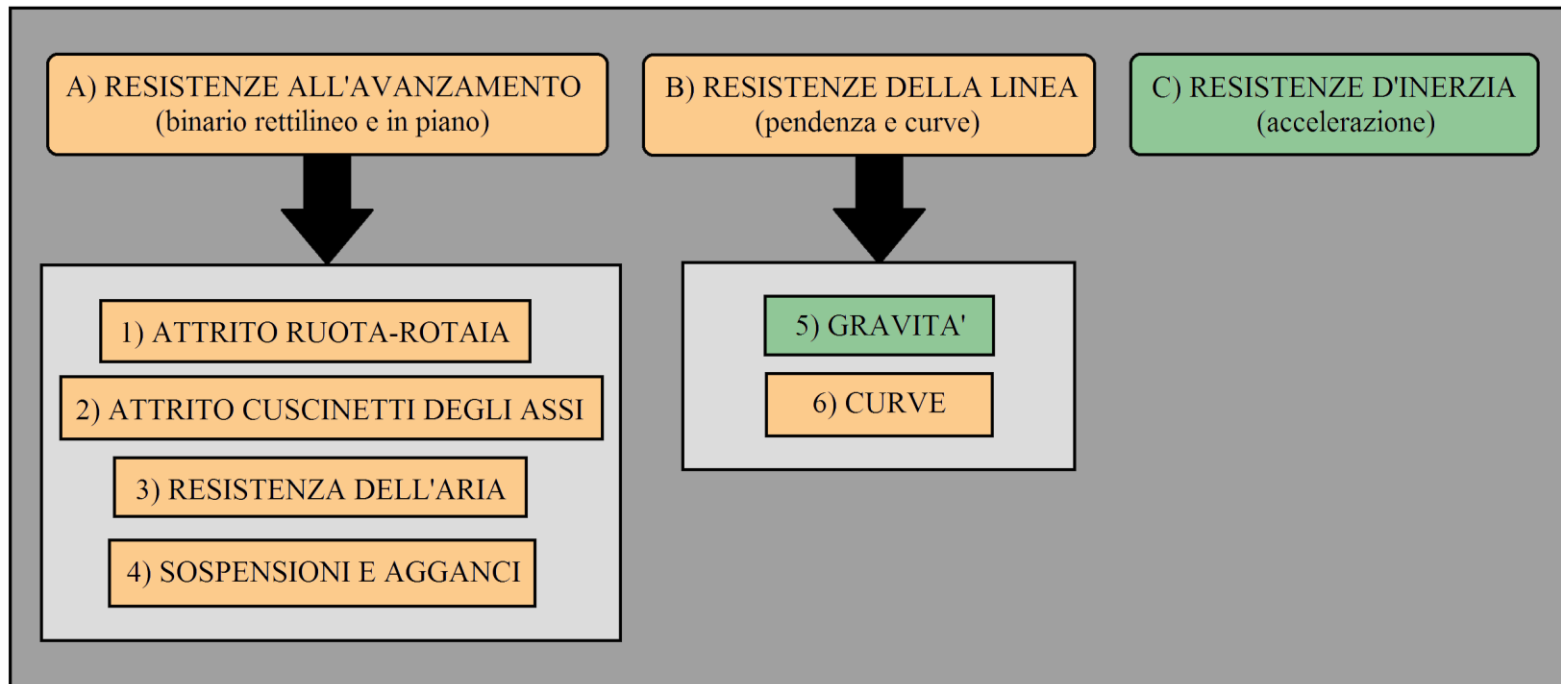 A) RESISTENZE ALL'AVANZAMENTO
(binario rettilineo e in piano)
1) ATTRITO RUOTA-ROTAIA
2) ATTRITO CUSCINETTI DEGLI ASSI
3) RESISTENZA DELL'ARIA
4) SOSPENSIONI E AGGANCI
B) RESISTENZE DELLA LINEA
(pendenza e curve)
5) GRAVITA'
6) CURVE
C) RESISTENZE D'INERZIA
(accelerazione)